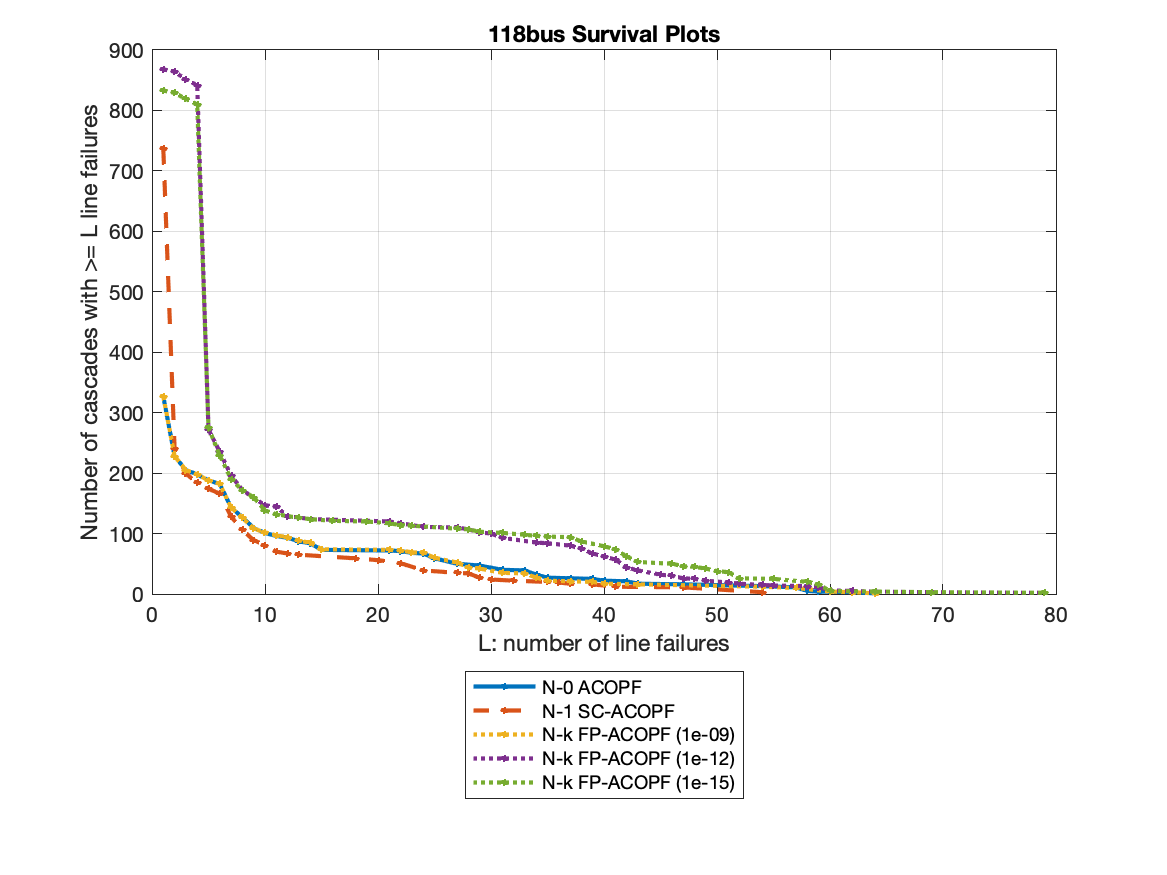 118bus Survival Plots
900
800
700
600
500
400
300
200
100
0
Number of cascades with >= L line failures
0 10 20 30 40 50 60 70 80
L: number of line failures
N-0 ACOPF
N-1 SC-ACOPF
N-k FP-ACOPF (1e-09)
N-k FP-ACOPF (1e-12)
N-k FP-ACOPF (1e-15)